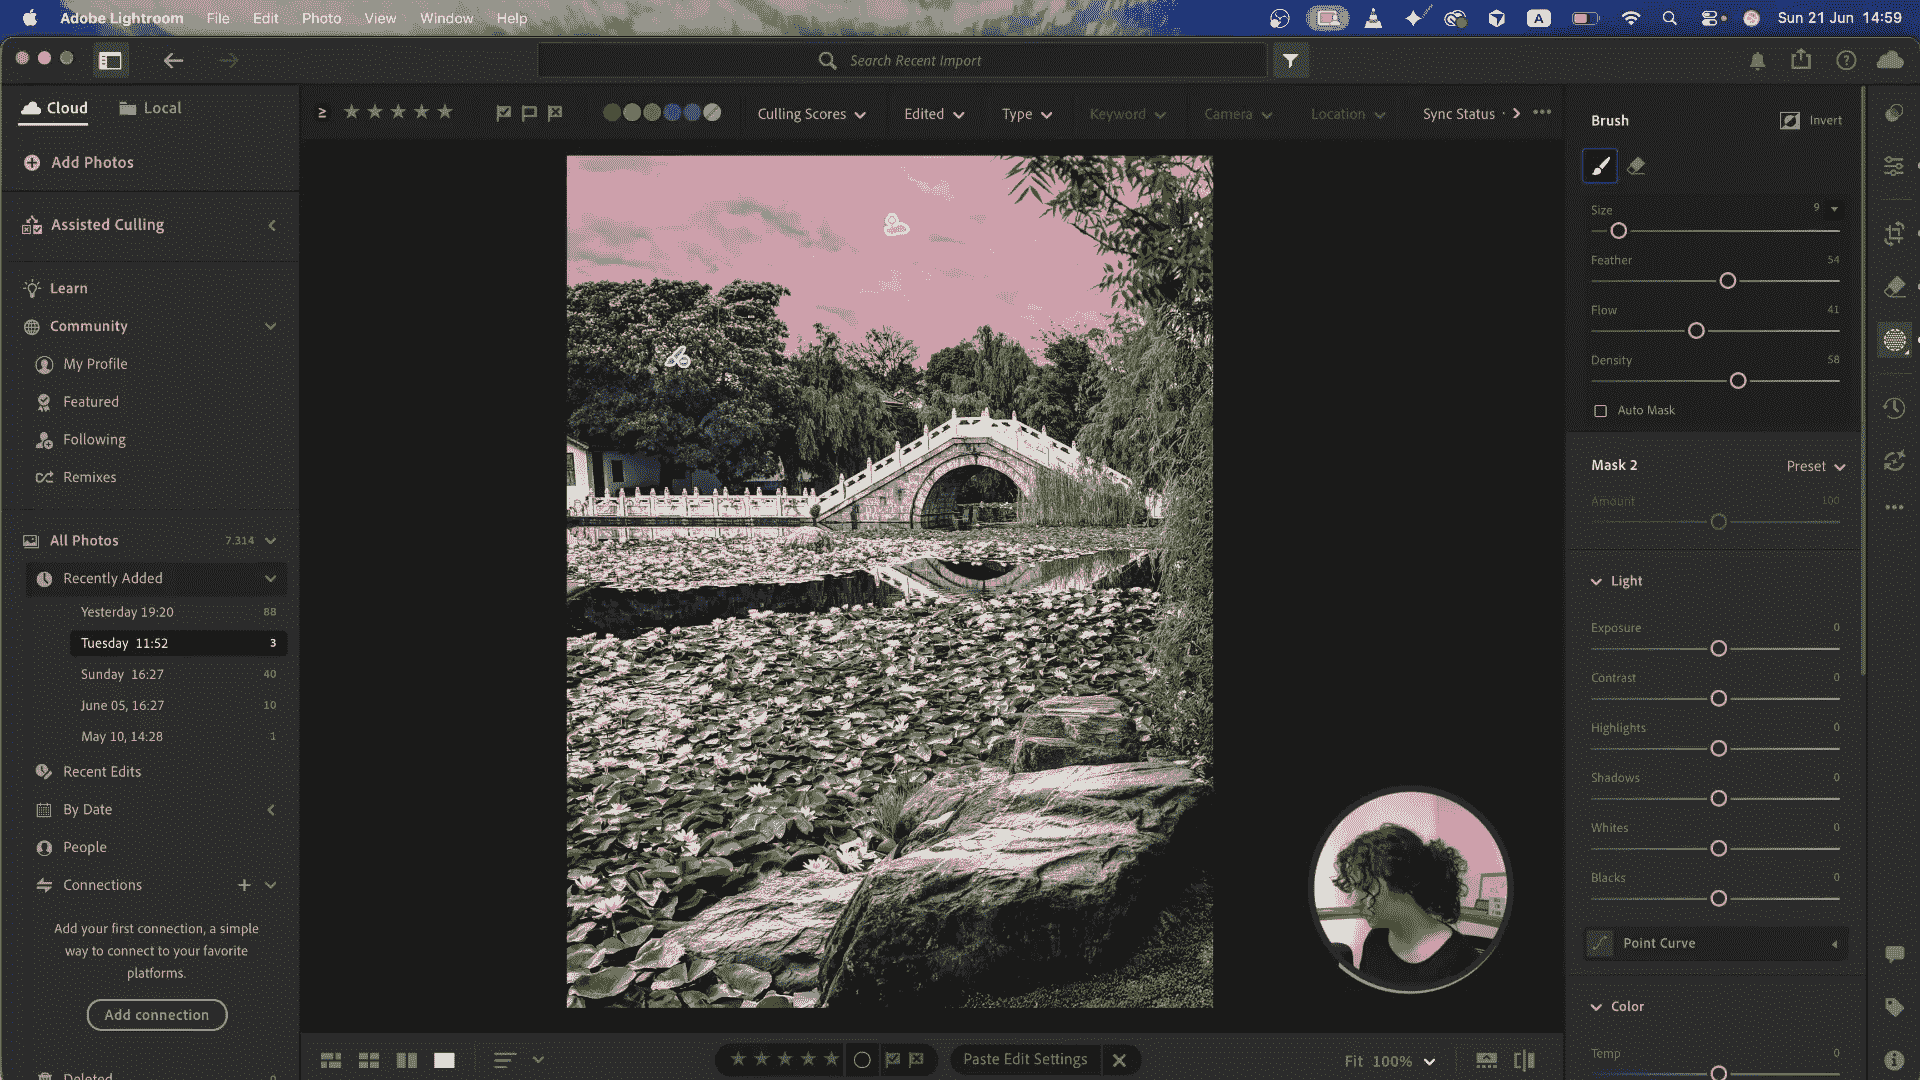 Adobe Lightroom File Edit Photo View Window Help
A Sun 21 Jun 14:59
Search Recent Import
Cloud Local
≥ Culling Scores Edited Type Keyword Camera Location Sync Status
Add Photos
Assisted Culling
Learn
Community
My Profile
Featured
Following
Remixes
All Photos 7.314
Recently Added
Yesterday 19:20 88
Tuesday 11:52 3
Sunday 16:27 40
June 05, 16:27 10
May 10, 14:28 1
Recent Edits
By Date
People
Connections
Add your first connection, a simple
way to connect to your favorite
platforms.
Add connection
Deleted 0
Paste Edit Settings
Fit 100%
Brush Invert
Size 9
Feather 54
Flow 41
Density 58
Auto Mask
Mask 2 Preset
Amount 100
Light
Exposure 0
Contrast 0
Highlights 0
Shadows 0
Whites 0
Blacks 0
Point Curve
Color
Temp 0